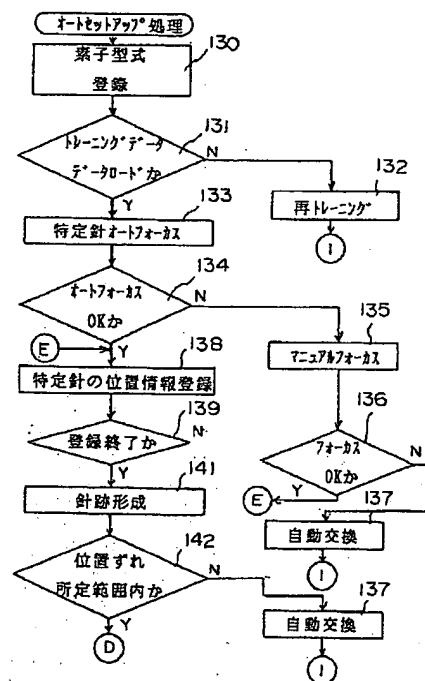 オートセットアップ処理
130
素子型式
登録
131
トレーニングデータ
データロードか
N
132
Y
133
再トレーニング
特定針オートフォーカス
1
134
オートフォーカス
OKか
N
135
E
Y
138
マニュアルフォーカス
特定針の位置情報登録
136
139
登録終了か
N
フォーカス
OKか
N
Y
141
Y
E
137
針跡形成
自動交換
142
1
位置ずれ
所定範囲内か
N
137
Y
自動交換
D
1